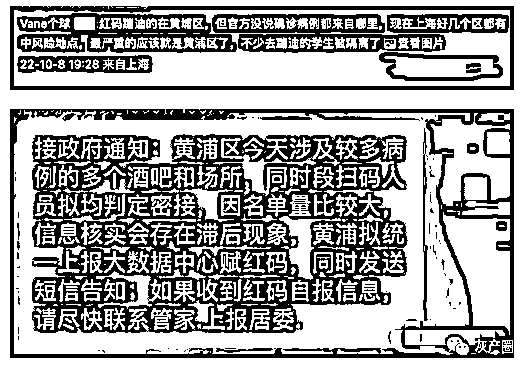 Vane个球 红码蹦迪的在黄埔区，但官方没说确诊病例都来自哪里，现在上海好几个区都有
中风险地点，最严重的应该就是黄浦区了，不少去蹦迪的学生被隔离了 查看图片
22-10-8 19:28 来自上海
接政府通知：黄浦区今天涉及较多病
例的多个酒吧和场所，同时段扫码人
员拟均判定密接，因名单量比较大，
信息核实会存在滞后现象，黄浦拟统
一上报大数据中心赋红码，同时发送
短信告知；如果收到红码自报信息，
请尽快联系管家 上报居委.
灰产圈